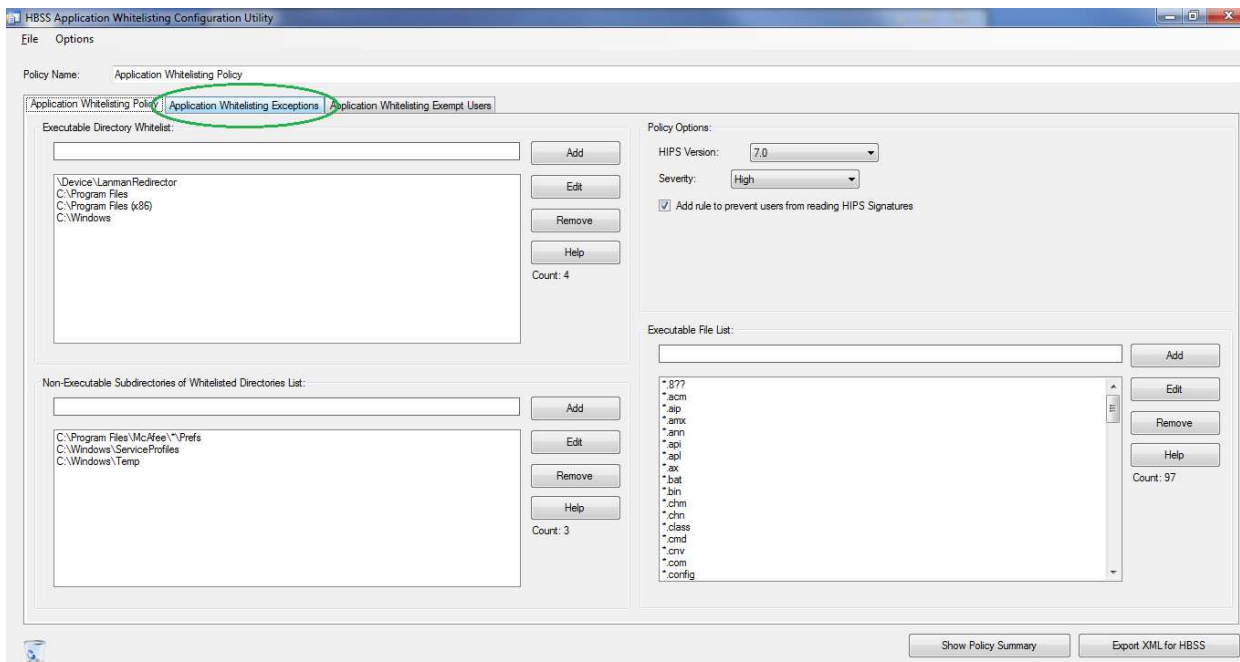 HBSS Application Whitelisting Configuration Utility
File Options
Policy Name: Application Whitelisting Policy
Application Whitelisting Policy Application Whitelisting Exceptions Application Whitelisting Exempt Users
Executable Directory Whitelist:
Add
\Device\LanmanRedirector
C:\Program Files
C:\Program Files (x86)
C:\Windows
Edit
Remove
Help
Count: 4
Non-Executable Subdirectories of Whitelisted Directories List:
Add
C:\Program Files\McAfee\*\Prefs
C:\Windows\ServiceProfiles
C:\Windows\Temp
Edit
Remove
Help
Count: 3
Policy Options:
HIPS Version: 7.0
Severity: High
Add rule to prevent users from reading HIPS Signatures
Executable File List:
Add
*.8??
*.acm
*.aip
*.amx
*.ann
*.api
*.apl
*.ax
*.bat
*.bin
*.chm
*.chn
*.class
*.cmd
*.cnv
*.com
*.config
Edit
Remove
Help
Count: 97
Show Policy Summary Export XML for HBSS